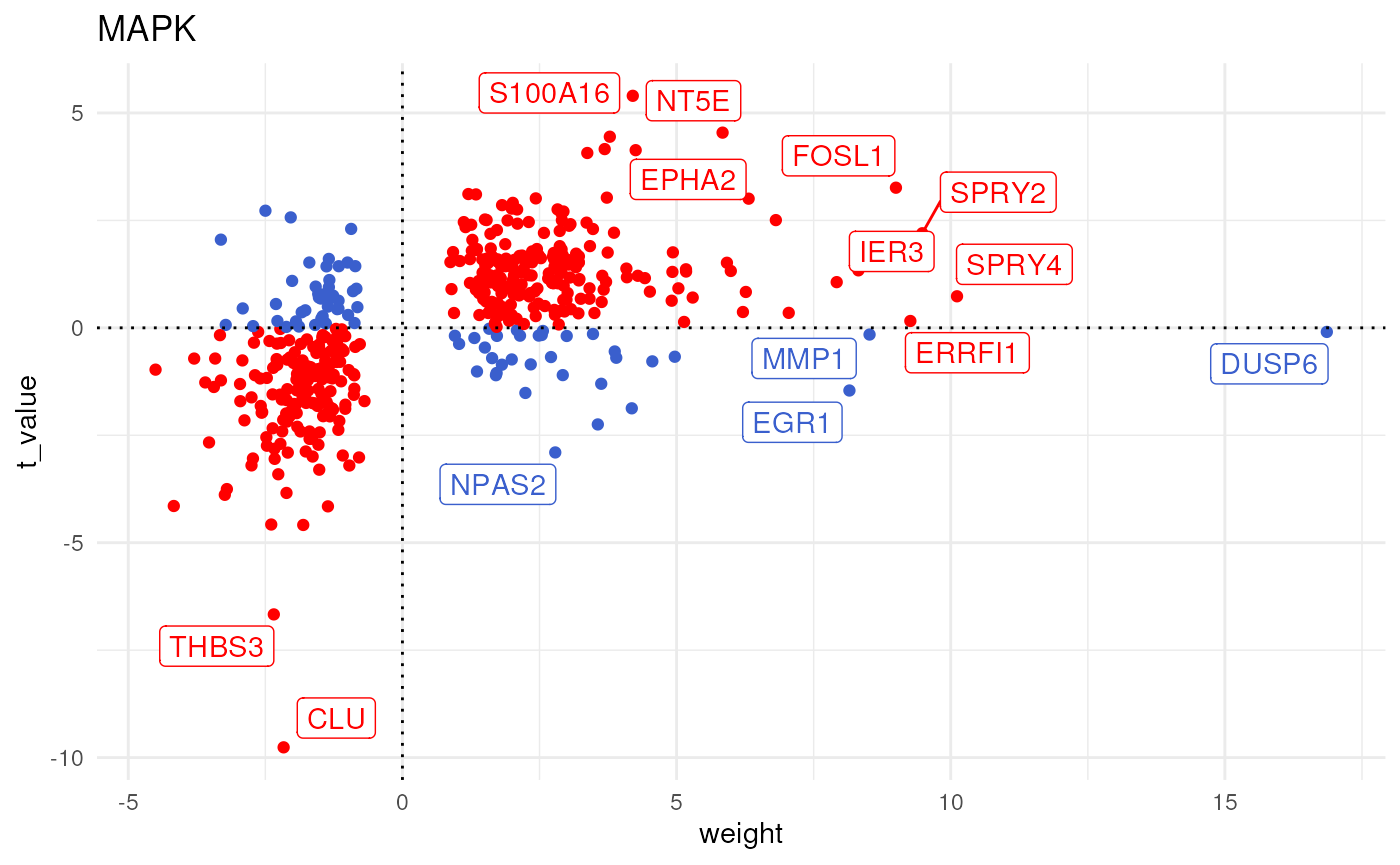 MAPK
S100A16
NT5E
FOSL1
EPHA2
SPRY2
IER3
SPRY4
MMP1
ERRFI1
DUSP6
EGR1
NPAS2
THBS3
CLU
5
0
-5
-10
t_value
-5
0
5
10
15
weight